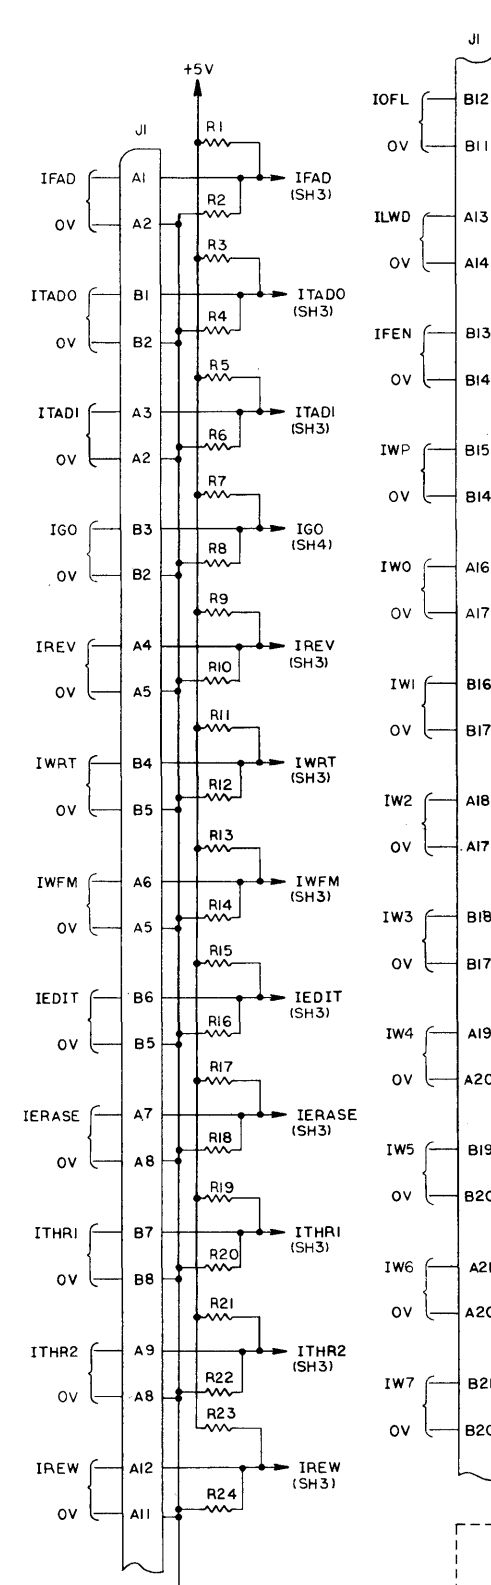 +5V
J1
R1
IFAD A1 IFAD
(SH3)
R2
0V A2
R3
ITADO B1 ITADO
(SH3)
R4
0V B2
R5
ITADI A3 ITADI
(SH3)
R6
0V A2
R7
IGO B3 IGO
(SH4)
R8
0V B2
R9
IREV A4 IREV
(SH3)
R10
0V A5
R11
IWRT B4 IWRT
(SH3)
R12
0V B5
R13
IWFM A6 IWFM
(SH3)
R14
0V A5
R15
IEDIT B6 IEDIT
(SH3)
R16
0V B5
R17
IERASE A7 IERASE
(SH3)
R18
0V A8
R19
ITHR1 B7 ITHR1
(SH3)
R20
0V B8
R21
ITHR2 A9 ITHR2
(SH3)
R22
0V A8
R23
IREW A12 IREW
(SH3)
R24
0V A11
J1
IOFL B12
0V B11
ILWD A13
0V A14
IFEN B13
0V B14
IWP B15
0V B14
IW0 A16
0V A17
IW1 B16
0V B17
IW2 A18
0V A17
IW3 B18
0V B17
IW4 A19
0V A20
IW5 B19
0V B20
IW6 A21
0V A20
IW7 B21
0V B20